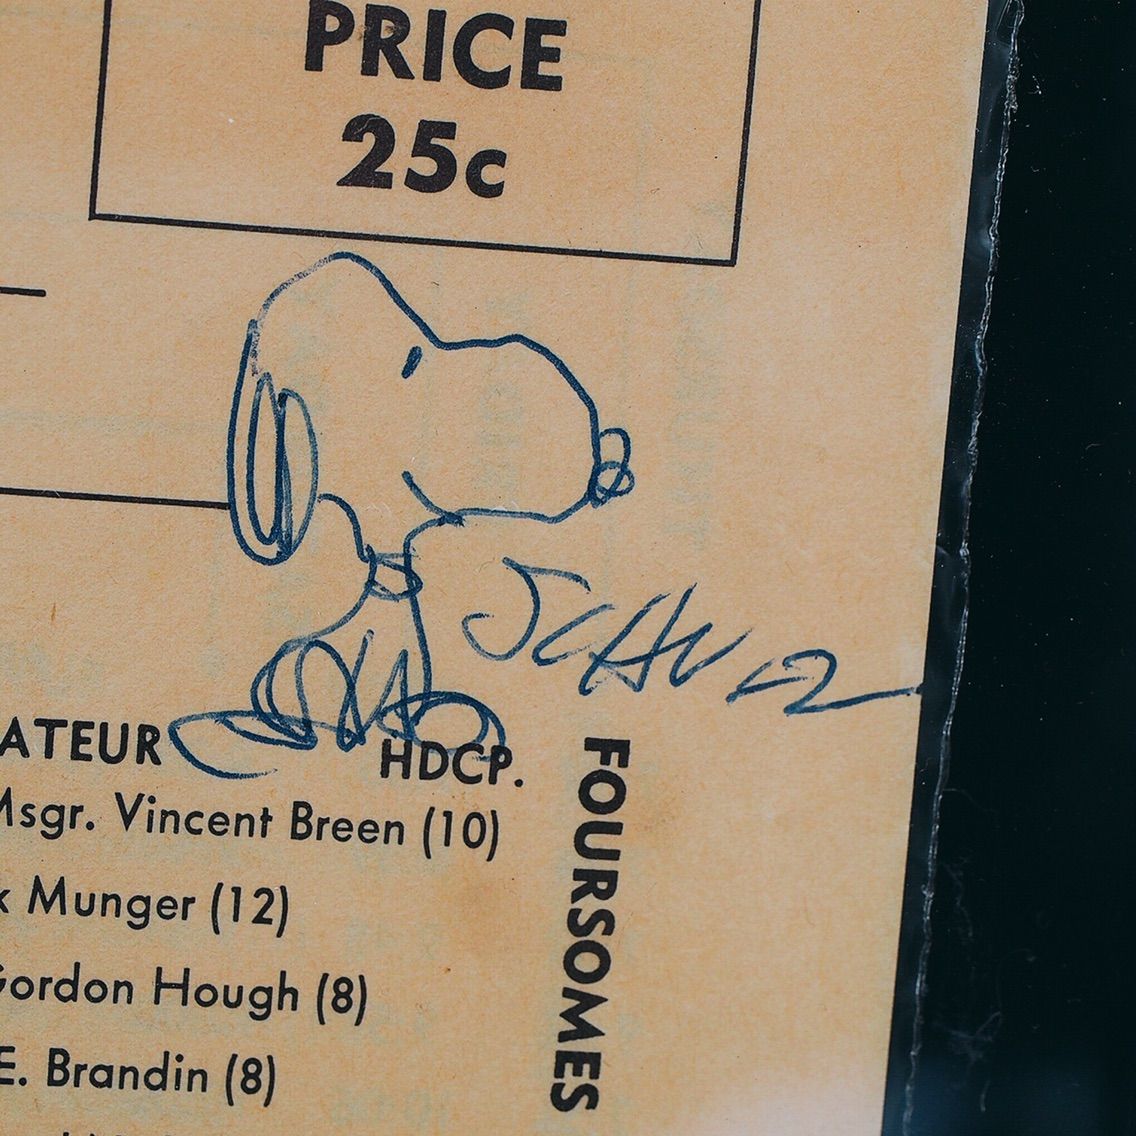 PRICE
25c
SCHULZ
ATEUR HDCP.
Msgr. Vincent Breen (10)
k Munger (12)
Gordon Hough (8)
E. Brandin (8)
FOURSOMES